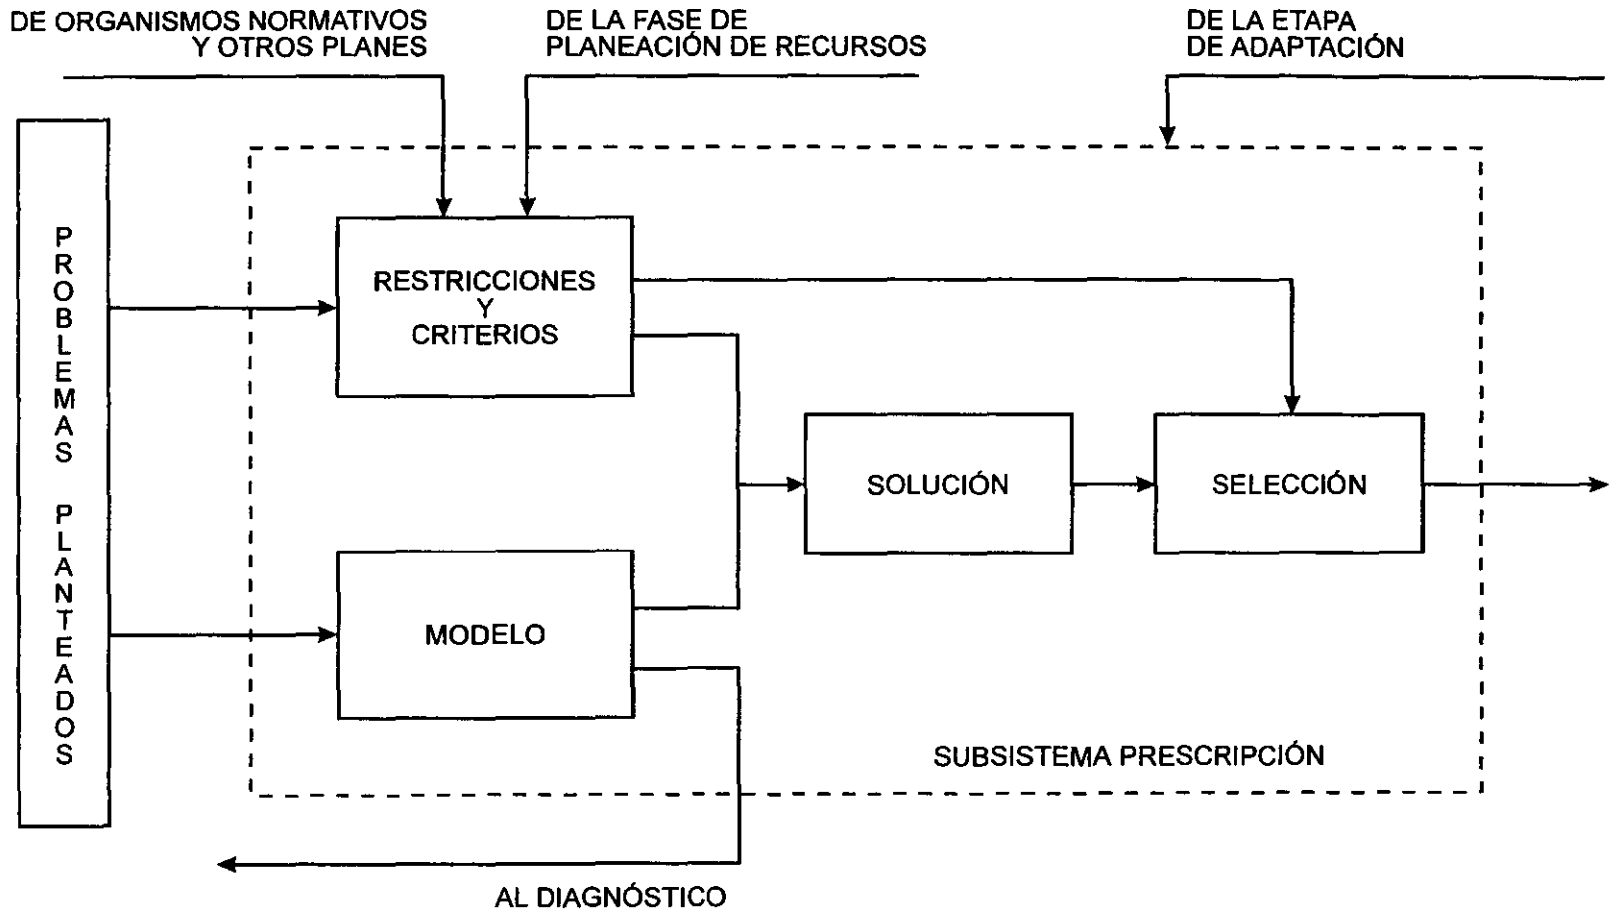 DE ORGANISMOS NORMATIVOS
Y OTROS PLANES
DE LA FASE DE
PLANEACIÓN DE RECURSOS
DE LA ETAPA
DE ADAPTACIÓN
PROBLEMAS PLANTEADOS
RESTRICCIONES
Y
CRITERIOS
SOLUCIÓN
SELECCIÓN
MODELO
SUBSISTEMA PRESCRIPCIÓN
AL DIAGNÓSTICO